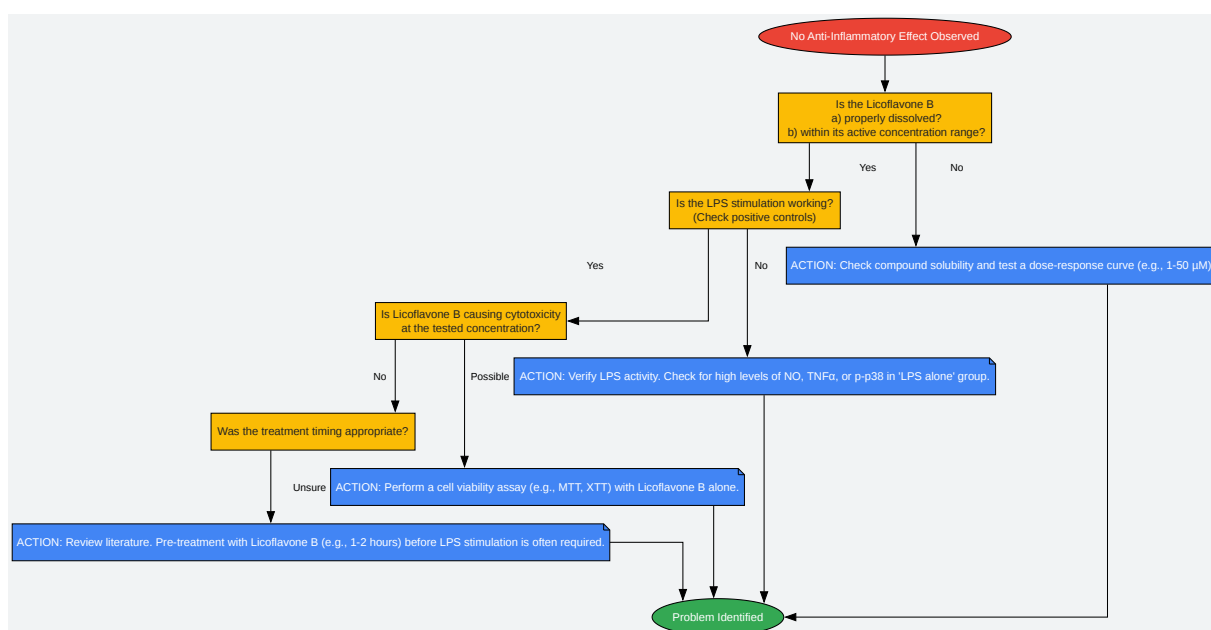 No Anti-Inflammatory Effect Observed
Is the Licoflavone B
a) properly dissolved?
b) within its active concentration range?
Yes
No
Is the LPS stimulation working?
(Check positive controls)
ACTION: Check compound solubility and test a dose-response curve (e.g., 1-50 µM)
Yes
No
Is Licoflavone B causing cytotoxicity
at the tested concentration?
ACTION: Verify LPS activity. Check for high levels of NO, TNFα, or p-p38 in 'LPS alone' group.
No
Possible
Was the treatment timing appropriate?
ACTION: Perform a cell viability assay (e.g., MTT, XTT) with Licoflavone B alone.
Unsure
ACTION: Review literature. Pre-treatment with Licoflavone B (e.g., 1-2 hours) before LPS stimulation is often required.
Problem Identified